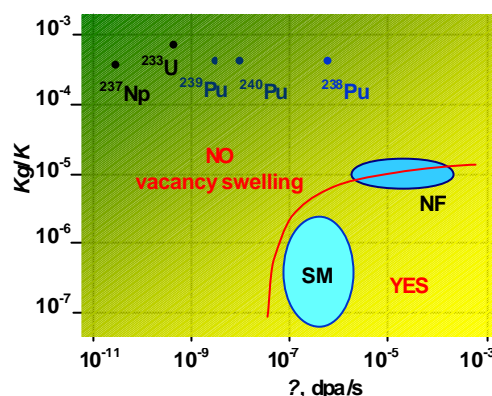 10⁻³
10⁻⁴
10⁻⁵
10⁻⁶
10⁻⁷
Kg/K
²³³U
²³⁷Np
²³⁹Pu
²⁴⁰Pu
²³⁸Pu
NO
vacancy swelling
NF
SM
YES
10⁻¹¹
10⁻⁹
10⁻⁷
10⁻⁵
10⁻³
?, dpa/s